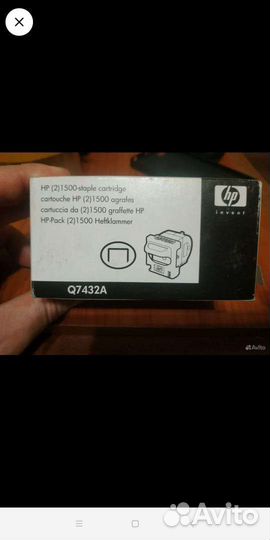 HP (2)1500-staple cartridge
cartouche HP (2)1500 agrafes
cartuccia da (2)1500 graffette HP
HP-Pack (2)1500 Heftklammer
hp
invent
Q7432A
Avito
Avito